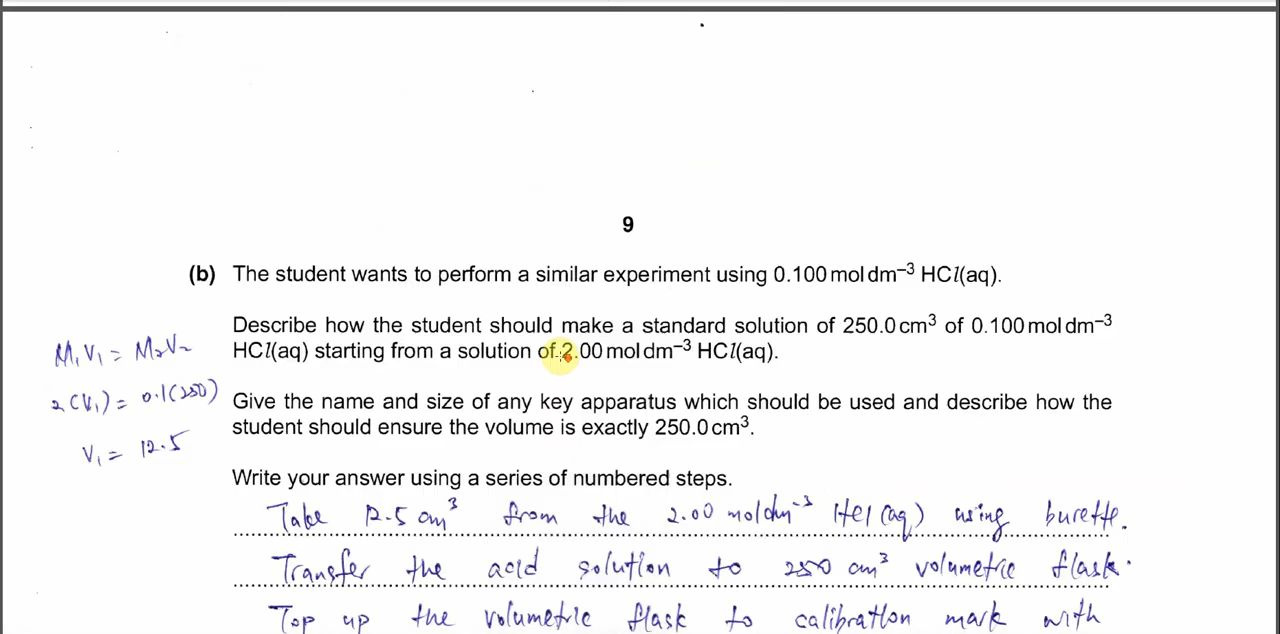 9
(b) The student wants to perform a similar experiment using 0.100 mol dm⁻³ HCl(aq).
Describe how the student should make a standard solution of 250.0 cm³ of 0.100 mol dm⁻³
HCl(aq) starting from a solution of 2.00 mol dm⁻³ HCl(aq).
M₁V₁ = M₂V₂
2(V₁) = 0.1(250)
V₁ = 12.5
Give the name and size of any key apparatus which should be used and describe how the
student should ensure the volume is exactly 250.0 cm³.
Write your answer using a series of numbered steps.
Take 12.5 cm³ from the 2.00 mol dm⁻³ HCl (aq) using burette.
Transfer the acid solution to 250 cm³ volumetric flask.
Top up the volumetric flask to calibration mark with